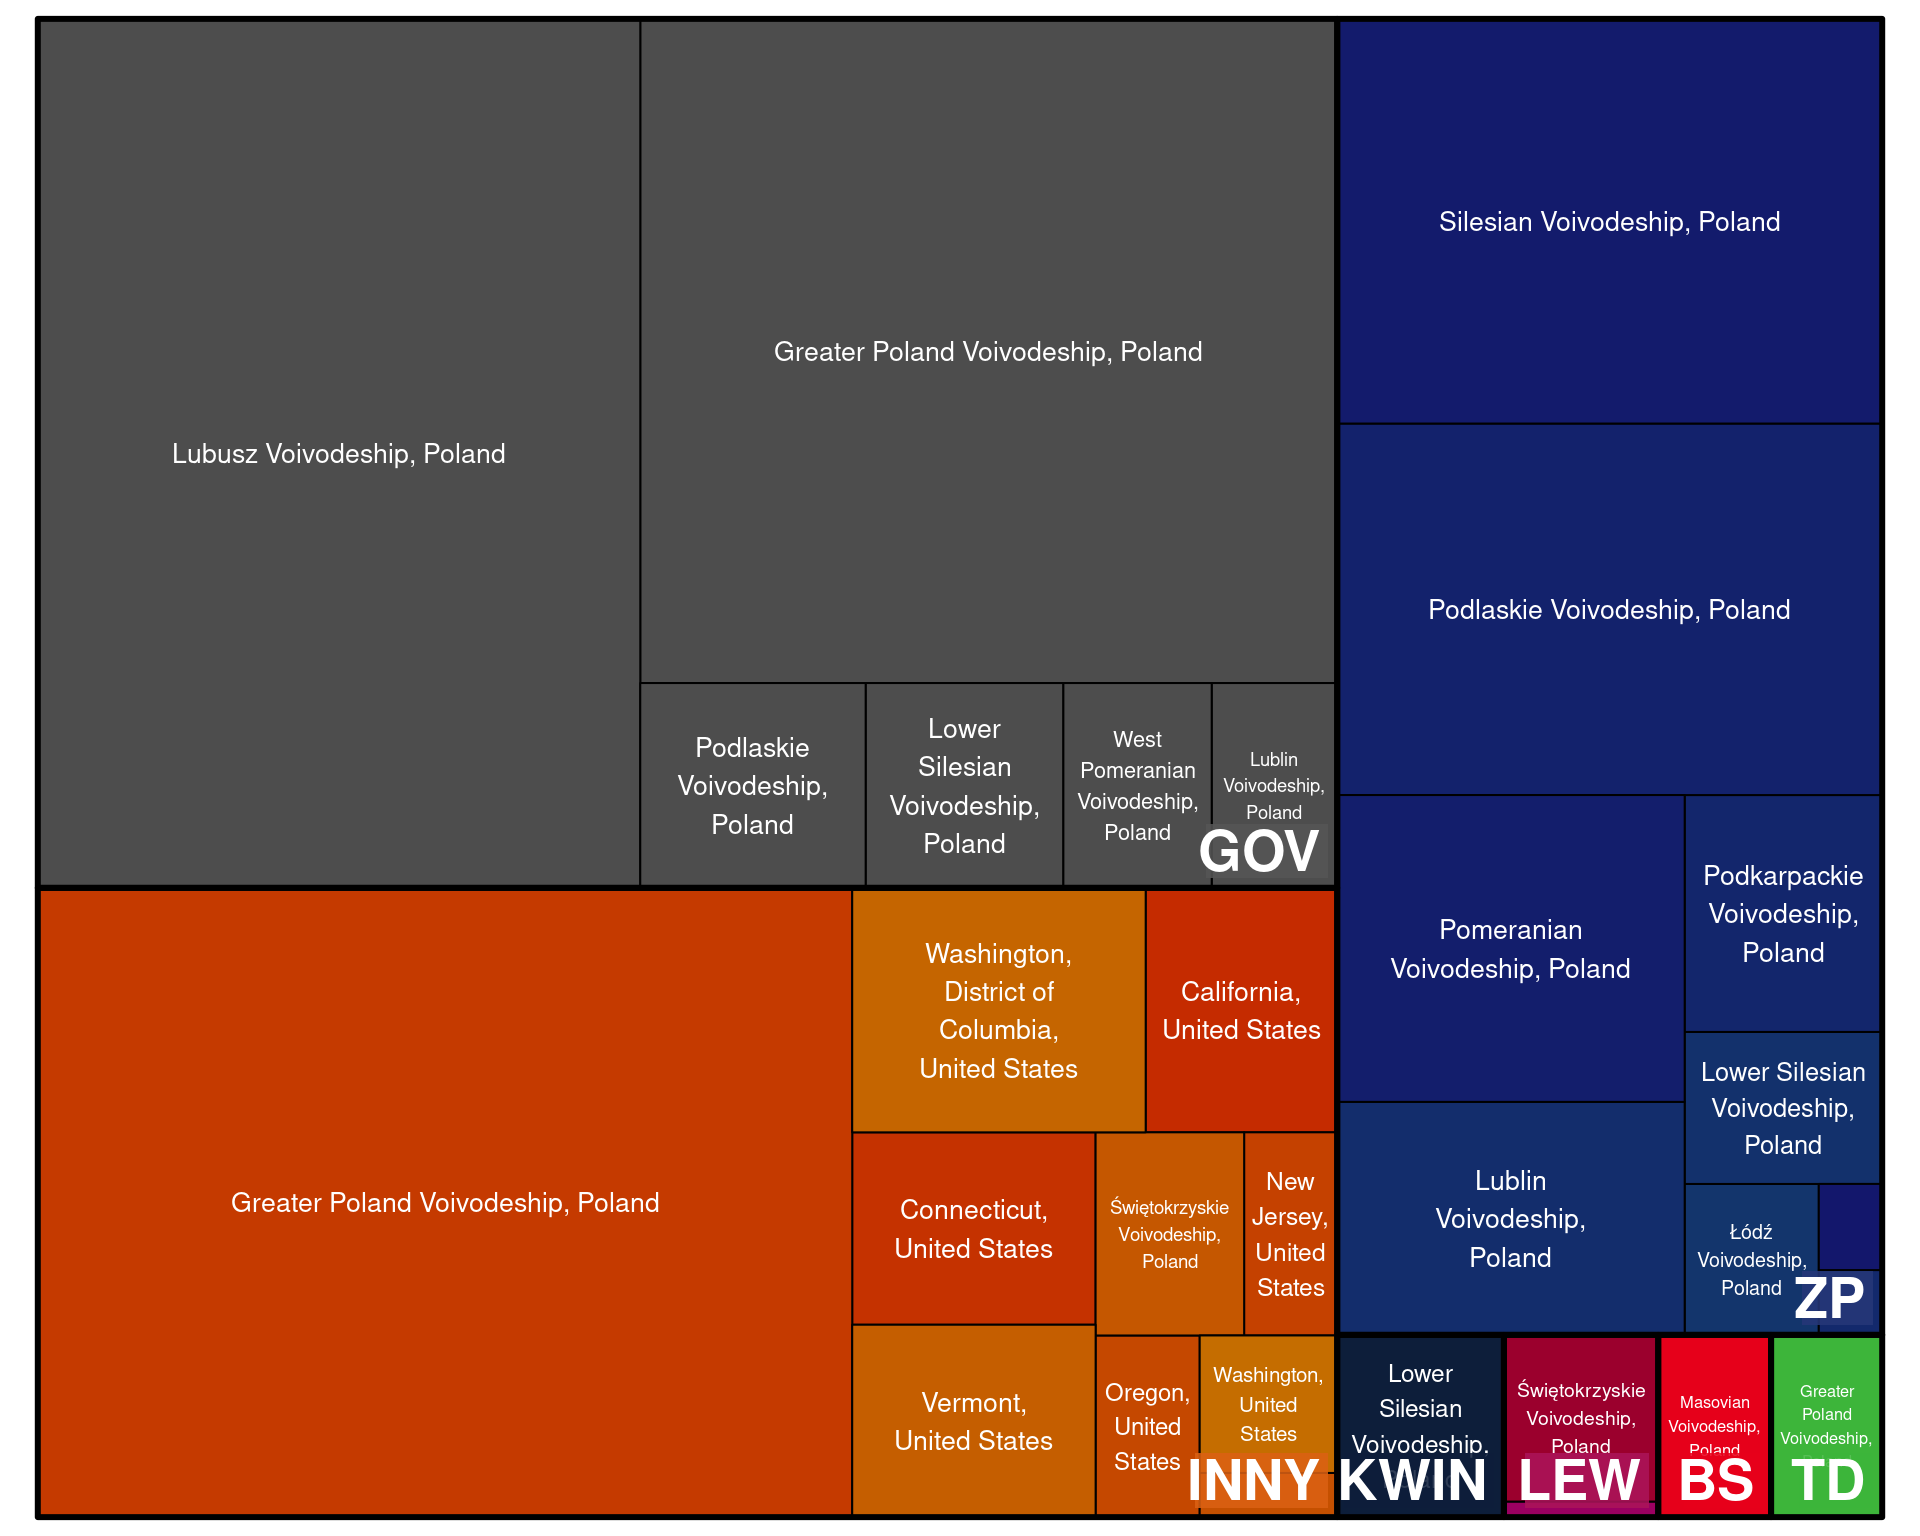 Lubusz Voivodeship, Poland
Greater Poland Voivodeship, Poland
Podlaskie
Voivodeship,
Poland
Lower
Silesian
Voivodeship,
Poland
West
Pomeranian
Voivodeship,
Poland
Lublin
Voivodeship,
Poland
GOV
Greater Poland Voivodeship, Poland
Washington,
District of
Columbia,
United States
California,
United States
Connecticut,
United States
Świętokrzyskie
Voivodeship,
Poland
New
Jersey,
United
States
Vermont,
United States
Oregon,
United
States
Washington,
United
States
INNY
Silesian Voivodeship, Poland
Podlaskie Voivodeship, Poland
Pomeranian
Voivodeship, Poland
Podkarpackie
Voivodeship,
Poland
Lower Silesian
Voivodeship,
Poland
Lublin
Voivodeship,
Poland
Łódź
Voivodeship,
Poland
ZP
Lower
Silesian
Voivodeship,
KWIN
Świętokrzyskie
Voivodeship,
Poland
LEW
Masovian
Voivodeship,
Poland
BS
Greater
Poland
Voivodeship,
TD